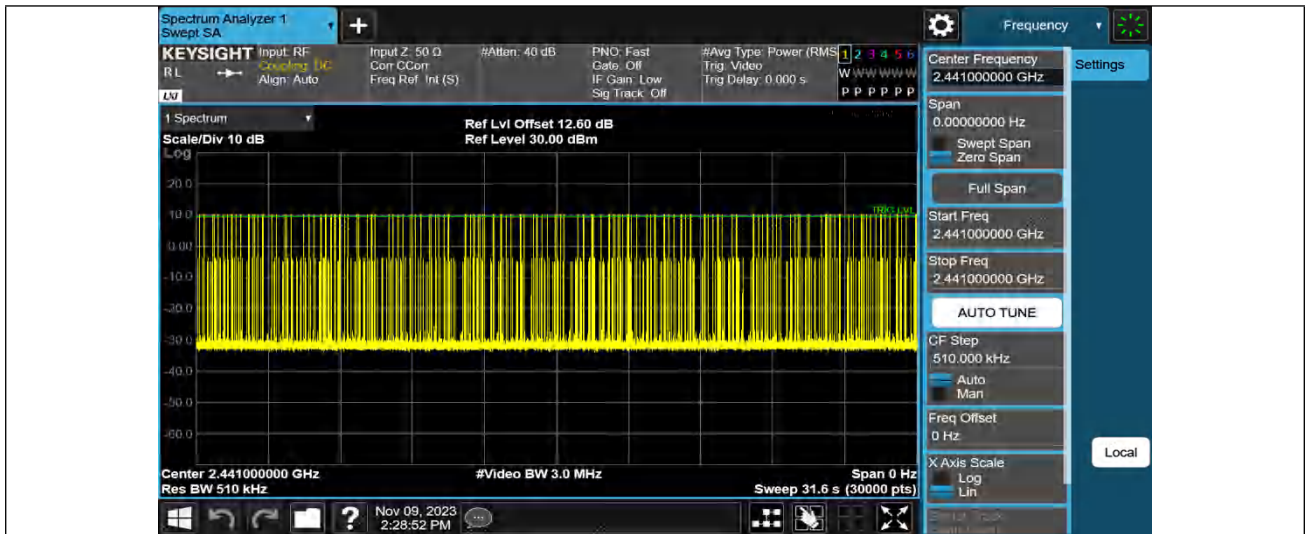 Spectrum Analyzer 1
Swept SA
+
Frequency
KEYSIGHT
RL
LXI
Input: RF
Coupling: DC
Align: Auto
Input Z: 50 Ω
Corr CCorr
Freq Ref: Int (S)
#Atten: 40 dB
PNO: Fast
Gate: Off
IF Gain: Low
Sig Track: Off
#Avg Type: Power (RMS
Trig: Video
Trig Delay: 0.000 s
1 2 3 4 5 6
W W W W W W
P P P P P P
1 Spectrum
Scale/Div 10 dB
Log
Ref Lvl Offset 12.60 dB
Ref Level 30.00 dBm
20.0
10.0
0.00
-10.0
-20.0
-30.0
-40.0
-50.0
-60.0
TRIG LVL
Center 2.441000000 GHz
Res BW 510 kHz
#Video BW 3.0 MHz
Span 0 Hz
Sweep 31.6 s (30000 pts)
Center Frequency
2.441000000 GHz
Settings
Span
0.00000000 Hz
Swept Span
Zero Span
Full Span
Start Freq
2.441000000 GHz
Stop Freq
2.441000000 GHz
AUTO TUNE
CF Step
510.000 kHz
Auto
Man
Freq Offset
0 Hz
X Axis Scale
Log
Lin
Local
?
Nov 09, 2023
2:28:52 PM